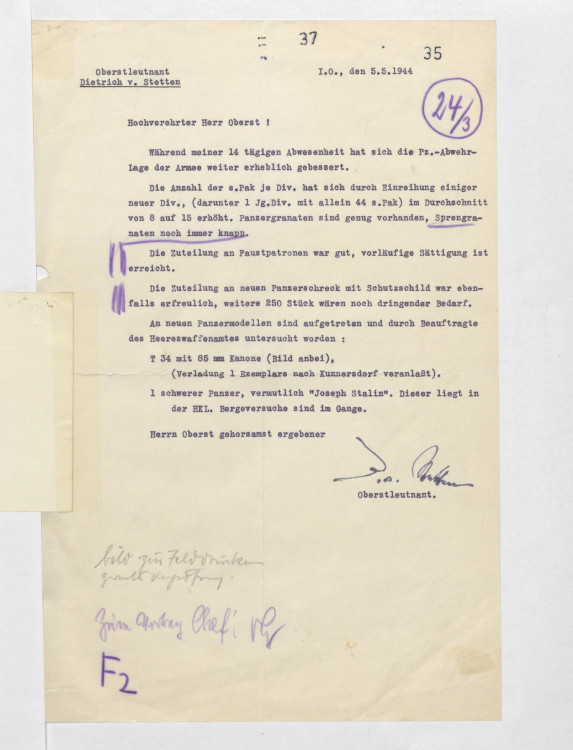 37
35
Oberstleutnant
Dietrich v. Stetten
I.O., den 5.5.1944
24/3
Hochverehrter Herr Oberst !
Während meiner 14 tägigen Abwesenheit hat sich die Pz.-Abwehr-
Lage der Armee weiter erheblich gebessert.
Die Anzahl der s.Pak je Div. hat sich durch Einreihung einiger
neuer Div., (darunter 1 Jg.Div. mit allein 44 s.Pak) im Durchschnitt
von 8 auf 15 erhöht. Panzergranaten sind genug vorhanden, Sprengra-
naten noch immer knapp.
Die Zuteilung an Faustpatronen war gut, vorläufige Sättigung ist
erreicht.
Die Zuteilung an neuen Panzerschreck mit Schutzschild war eben-
falls erfreulich, weitere 250 Stück wären noch dringender Bedarf.
An neuen Panzermodellen sind aufgetreten und durch Beauftragte
des Heereswaffenamtes untersucht worden :
T 34 mit 85 mm Kanone (Bild anbei),
(Verladung 1 Exemplars nach Kunnersdorf veranlaßt).
1 schwerer Panzer, vermutlich "Joseph Stalin". Dieser liegt in
der HKL. Bergeversuche sind im Gange.
Herrn Oberst gehorsamst ergebener
Oberstleutnant.
Bild zur
Zum Vortrag Chef!
F2